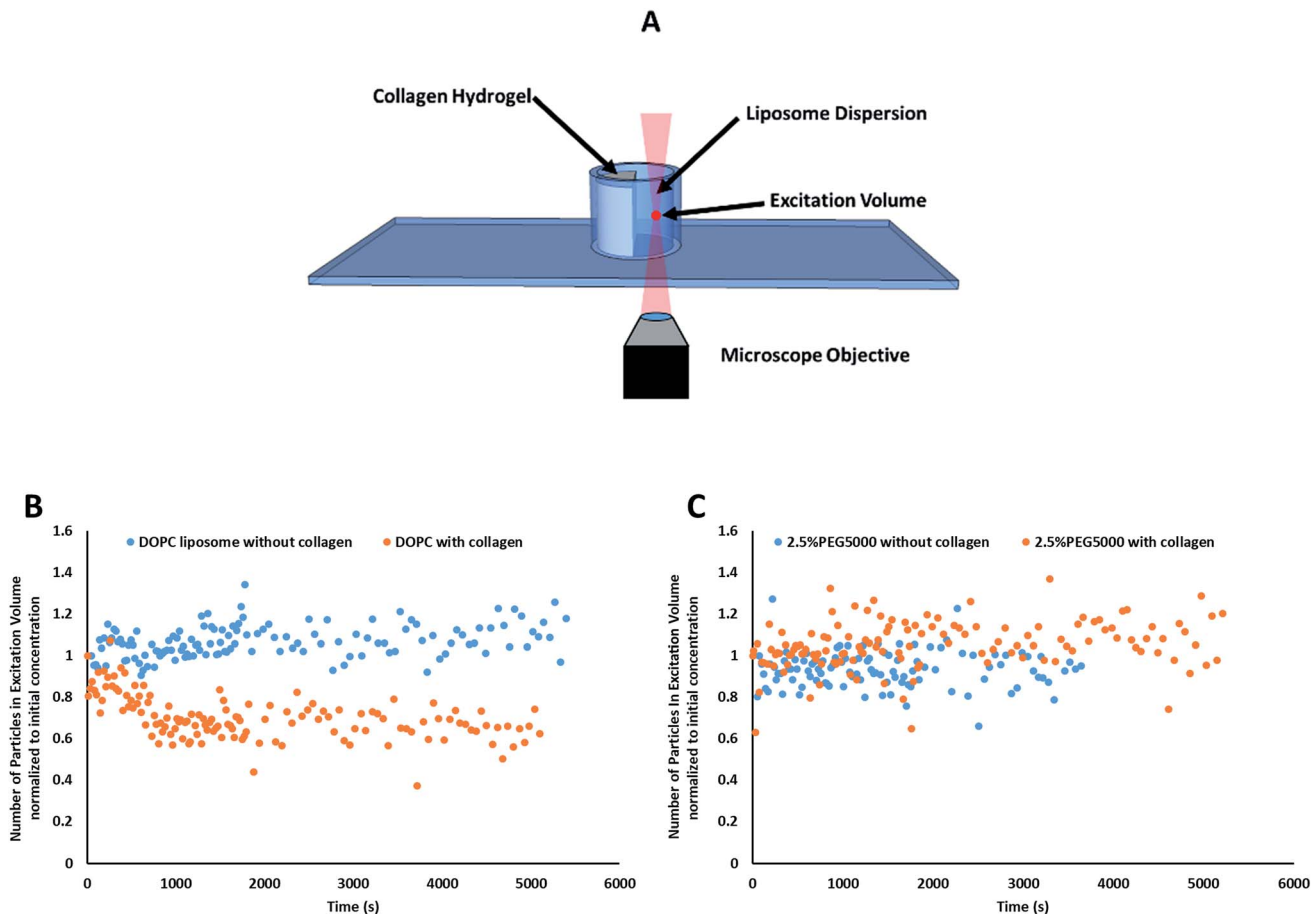 A
Collagen Hydrogel
Liposome Dispersion
Excitation Volume
Microscope Objective
B
Number of Particles in Excitation Volume
normalized to initial concentration
1.6
1.4
1.2
1
0.8
0.6
0.4
0.2
0
DOPC liposome without collagen
DOPC with collagen
0 1000 2000 3000 4000 5000 6000
Time (s)
C
Number of Particles In Excitation Volume
normalized to initial concentration
1.6
1.4
1.2
1
0.8
0.6
0.4
0.2
0
2.5%PEG5000 without collagen
2.5%PEG5000 with collagen
0 1000 2000 3000 4000 5000 6000
Time (s)